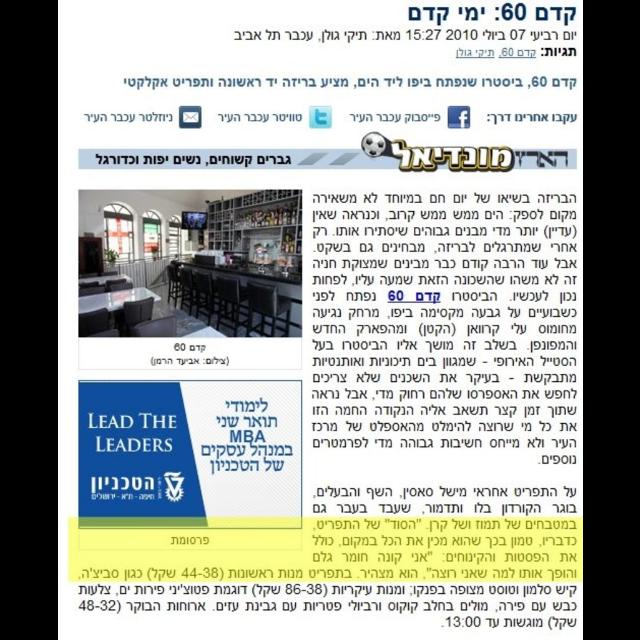 קדם 60: ימי קדם
יום רביעי 07 ביולי 2010 15:27 מאת: תיקי גולן, עכבר תל אביב
תגיות: קדם 60, תיקי גולן
קדם 60, ביסטרו שנפתח ביפו ליד הים, מציע בריזה יד ראשונה ותפריט אקלקטי
עקבו אחרינו דרך: פייסבוק עכבר העיר טוויטר עכבר העיר ניוזלטר עכבר העיר
הארץ מונדיאל גברים קשוחים, נשים יפות וכדורגל
הבריזה בשיאו של יום חם במיוחד לא משאירה
מקום לספק: הים ממש ממש קרוב, וכנראה שאין
(עדיין) יותר מדי מבנים גבוהים שיסתירו אותו. רק
אחרי שמתרגלים לבריזה, מבחינים גם בשקט.
אבל עוד הרבה קודם כבר מבינים שמצוקת חניה
זה לא משהו שהשכונה הזאת שמעה עליו, לפחות
נכון לעכשיו. הביסטרו קדם 60 נפתח לפני
כשבועיים על גבעה מקסימה ביפו, מרחק נגיעה
מחומוס עלי קרוואן (הקטן) ומהפארק החדש
והמפונפן. בשלב זה מושך אליו הביסטרו בעל
הסטייל האירופי - שמגוון בים תיכוניות ואותנטיות
מתבקשת - בעיקר את השכנים שלא צריכים
לחפש את האספרסו שלהם רחוק מדי, אבל נראה
שתוך זמן קצר תשאב אליה הנקודה החמה הזו
את כל מי שרוצה להימלט מהאספלט של מרכז
העיר ולא מייחס חשיבות גבוהה מדי לפרמטרים
נוספים.
קדם 60
(צילום: אביעד הרמן)
LEAD THE
LEADERS
לימודי
תואר שני
MBA
במנהל עסקים
של הטכניון
הטכניון
חיפה - ת"א - ירושלים
פרסומת
על התפריט אחראי מישל סאסין, השף והבעלים,
בוגר הקורדון בלו ותדמור, שעבד בעבר גם
במטבחים של תמוז ושל קרן. "הסוד" של התפריט,
כדבריו, טמון בכך שהוא מכין את הכל במקום, כולל
את הפסטות והקינוחים: "אני קונה חומר גלם
והופך אותו למה שאני רוצה", הוא מצהיר. בתפריט מנות ראשונות (44-38 שקל) כגון סביצ'ה,
קיש סלמון וטוסט מצופה בפנקו; ומנות עיקריות (86-38 שקל) דוגמת פטוצ'יני פירות ים, צלעות
כבש עם פירה, מולים בחלב קוקוס ורביולי פטריות עם גבינת עזים. ארוחות הבוקר (48-32
שקל) מוגשות עד 13:00.